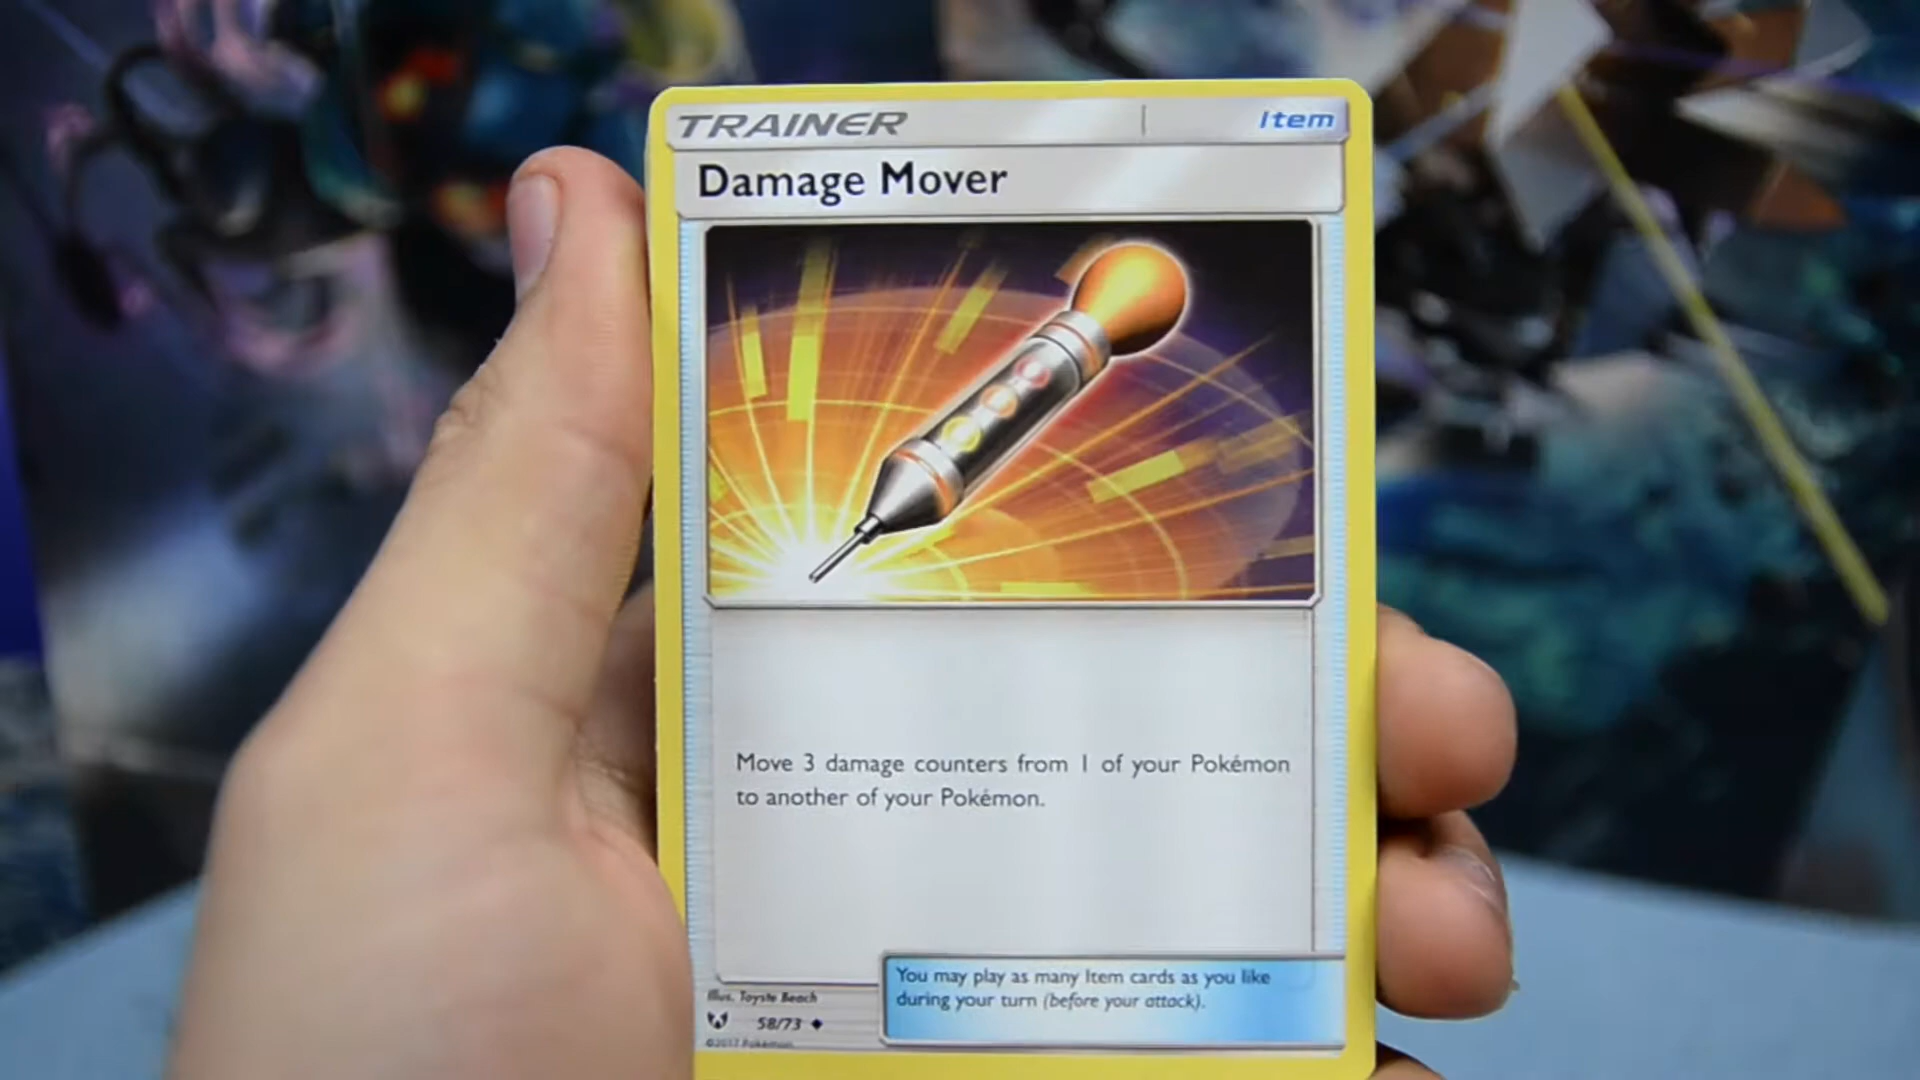 TRAINER Item
Damage Mover
Move 3 damage counters from 1 of your Pokémon
to another of your Pokémon.
You may play as many Item cards as you like
during your turn (before your attack).
Illus. Toyste Beach
58/73
©2017 Pokémon